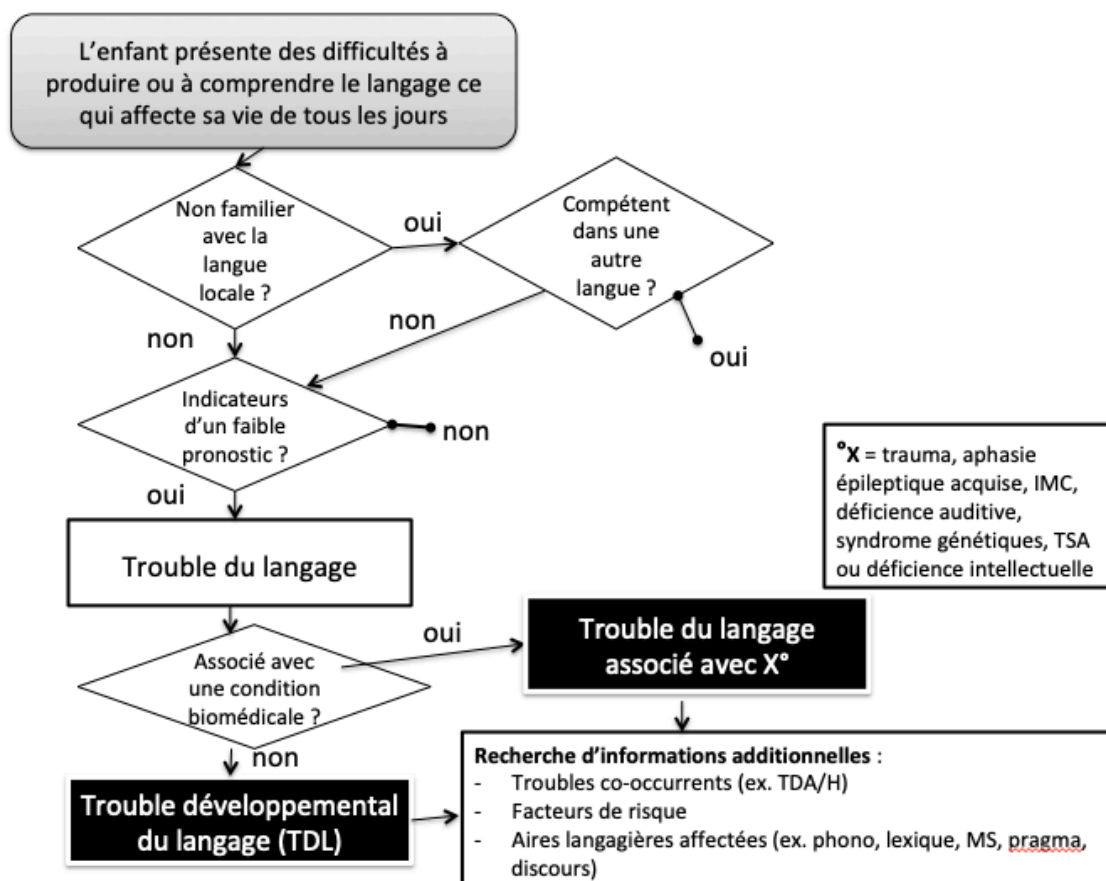 L'enfant présente des difficultés à
produire ou à comprendre le langage ce
qui affecte sa vie de tous les jours
Non familier
avec la
langue
locale ?
oui
Compétent
dans une
autre
langue ?
non
non
oui
Indicateurs
d'un faible
pronostic ?
non
oui
°X = trauma, aphasie
épileptique acquise, IMC,
déficience auditive,
syndrome génétiques, TSA
ou déficience intellectuelle
Trouble du langage
oui
Trouble du langage
associé avec X°
Associé avec
une condition
biomédicale ?
non
Trouble développemental
du langage (TDL)
Recherche d'informations additionnelles :
- Troubles co-occurrents (ex. TDA/H)
- Facteurs de risque
- Aires langagières affectées (ex. phono, lexique, MS, pragma,
discours)